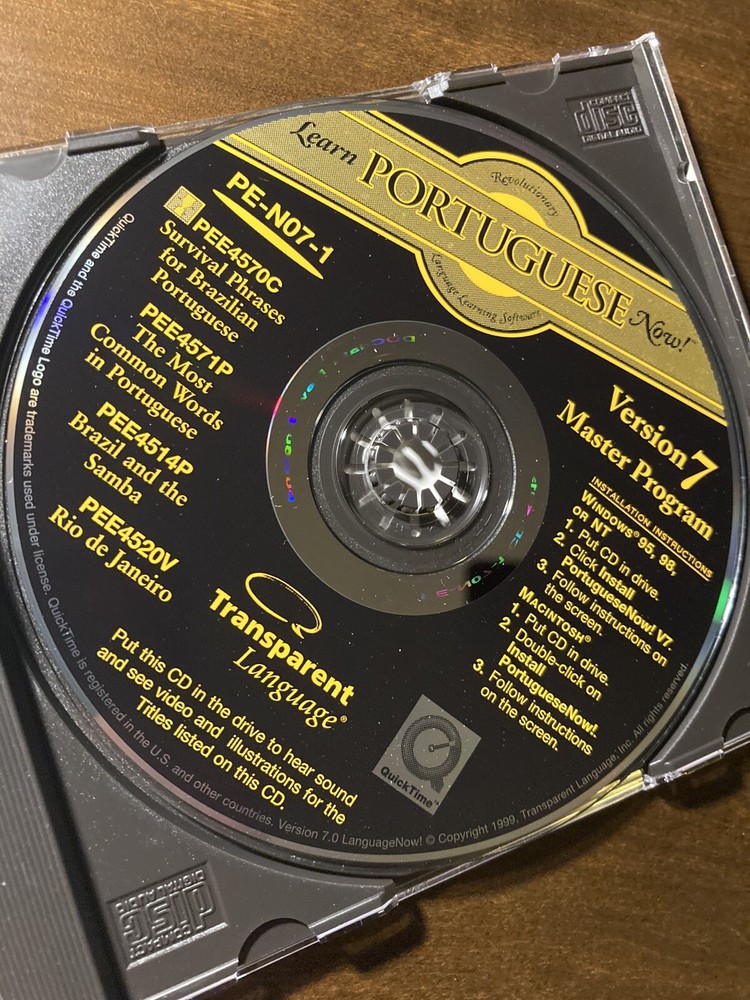 COMPACT
disc
DIGITAL AUDIO
Learn PORTUGUESE Now!™
Revolutionary
Language Learning Software
PE-N07-1
PEE4570C
Survival Phrases
for Brazilian
Portuguese
PEE4571P
The Most
Common Words
in Portuguese
PEE4514P
Brazil and the
Samba
PEE4520V
Rio de Janeiro
Version 7
Master Program
INSTALLATION INSTRUCTIONS
WINDOWS® 95, 98,
OR NT
1. Put CD in drive.
2. Click Install
PortugueseNow! V7.
3. Follow instructions on
the screen.
MACINTOSH®
1. Put CD in drive.
2. Double-click on
Install
PortugueseNow!.
3. Follow instructions
on the screen.
Transparent
Language®
Put this CD in the drive to hear sound
and see video and illustrations for the
Titles listed on this CD.
QuickTime™
QuickTime and the QuickTime Logo are trademarks used under license. QuickTime is registered in the U.S. and other countries. Version 7.0 LanguageNow! © Copyright 1999, Transparent Language, Inc. All rights reserved.
COMPACT
disc
DIGITAL AUDIO